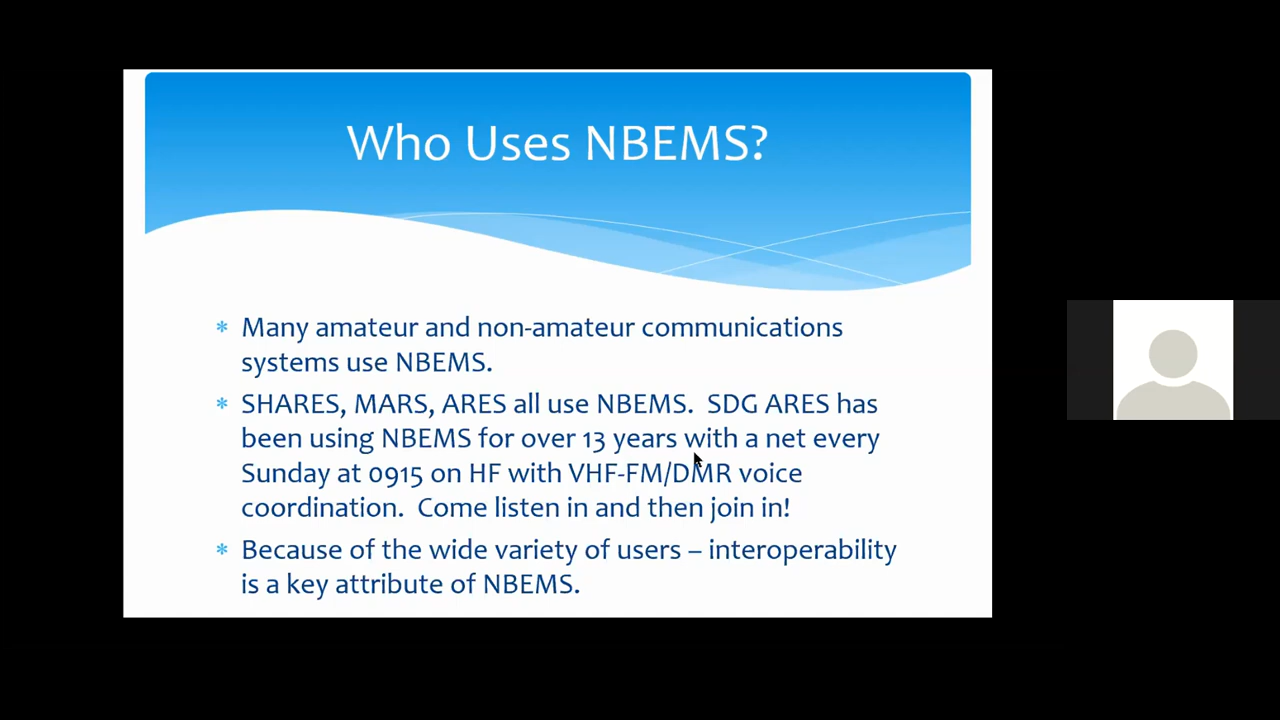 Who Uses NBEMS?
* Many amateur and non-amateur communications
systems use NBEMS.
* SHARES, MARS, ARES all use NBEMS.  SDG ARES has
been using NBEMS for over 13 years with a net every
Sunday at 0915 on HF with VHF-FM/DMR voice
coordination.  Come listen in and then join in!
* Because of the wide variety of users – interoperability
is a key attribute of NBEMS.